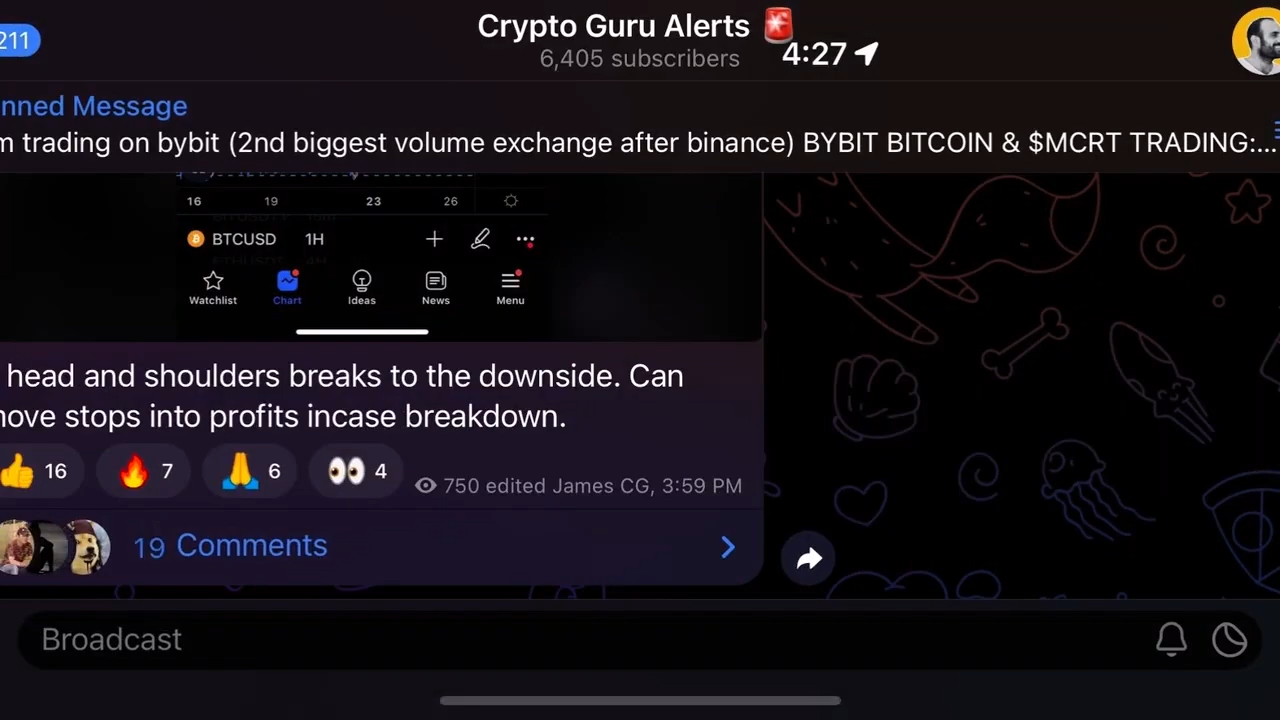 Crypto Guru Alerts 🚨
211
4:27
6,405 subscribers
nned Message
m trading on bybit (2nd biggest volume exchange after binance) BYBIT BITCOIN & $MCRT TRADING:...
16 19 23 26
BTCUSD 1H
Watchlist Chart Ideas News Menu
head and shoulders breaks to the downside. Can
move stops into profits incase breakdown.
👍 16 🔥 7 🙏 6 👀 4
750 edited James CG, 3:59 PM
19 Comments
Broadcast